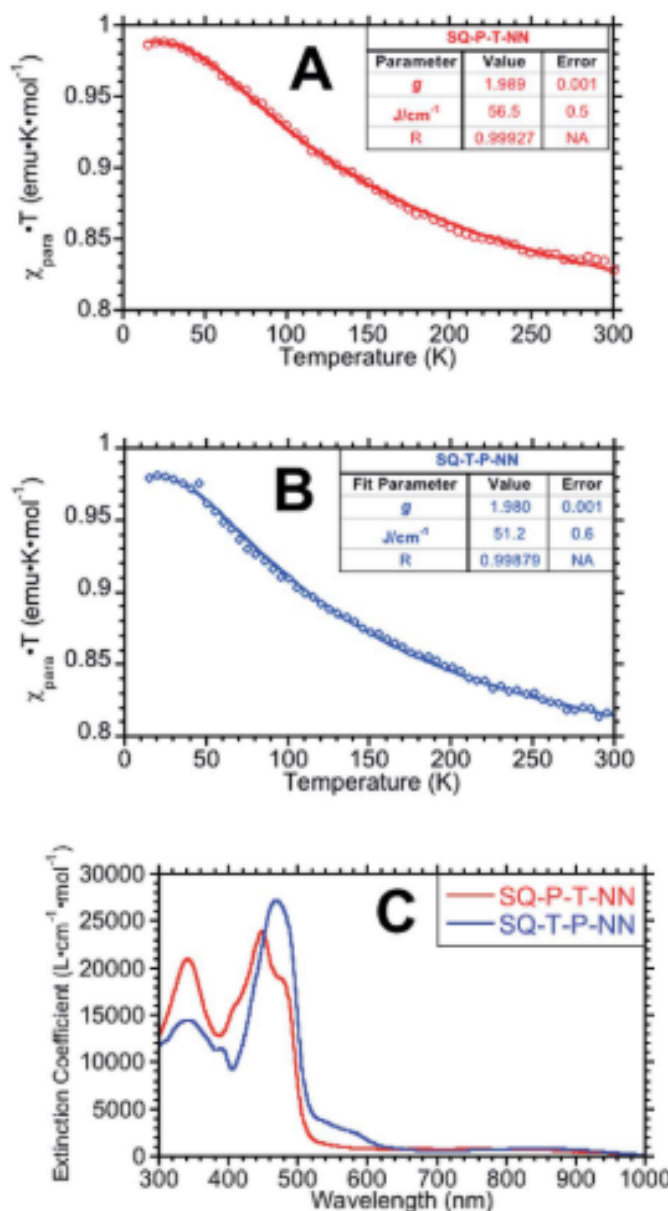 A
SQ-P-T-NN
Parameter Value Error
g 1.989 0.001
J/cm⁻¹ 56.5 0.5
R 0.99927 NA
1
0.95
0.9
0.85
0.8
χpara•T (emu•K•mol⁻¹)
0 50 100 150 200 250 300
Temperature (K)
B
SQ-T-P-NN
Fit Parameter Value Error
g 1.980 0.001
J/cm⁻¹ 51.2 0.6
R 0.99879 NA
1
0.95
0.9
0.85
0.8
χpara•T (emu•K•mol⁻¹)
0 50 100 150 200 250 300
Temperature (K)
C
SQ-P-T-NN
SQ-T-P-NN
30000
25000
20000
15000
10000
5000
0
Extinction Coefficient (L•cm⁻¹•mol⁻¹)
300 400 500 600 700 800 900 1000
Wavelength (nm)